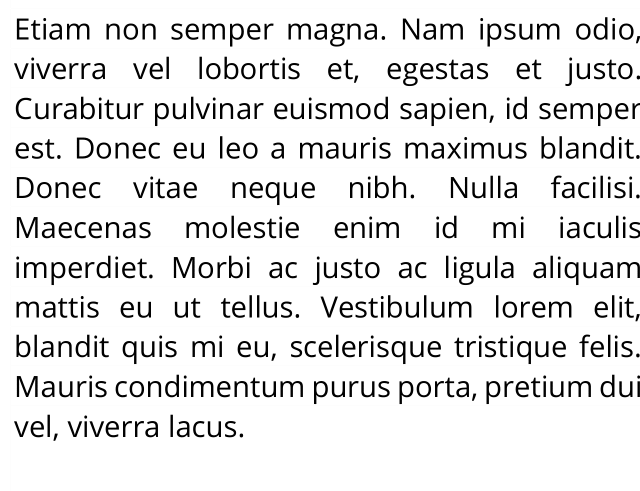 Etiam non semper magna. Nam ipsum odio,
viverra vel lobortis et, egestas et justo.
Curabitur pulvinar euismod sapien, id semper
est. Donec eu leo a mauris maximus blandit.
Donec vitae neque nibh. Nulla facilisi.
Maecenas molestie enim id mi iaculis
imperdiet. Morbi ac justo ac ligula aliquam
mattis eu ut tellus. Vestibulum lorem elit,
blandit quis mi eu, scelerisque tristique felis.
Mauris condimentum purus porta, pretium dui
vel, viverra lacus.